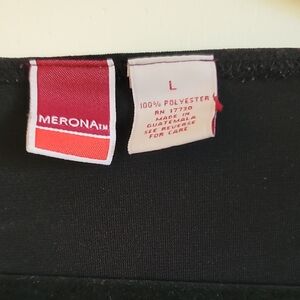 MERONA™
L
100% POLYESTER
RN 17730
MADE IN
GUATEMALA
SEE REVERSE
FOR CARE